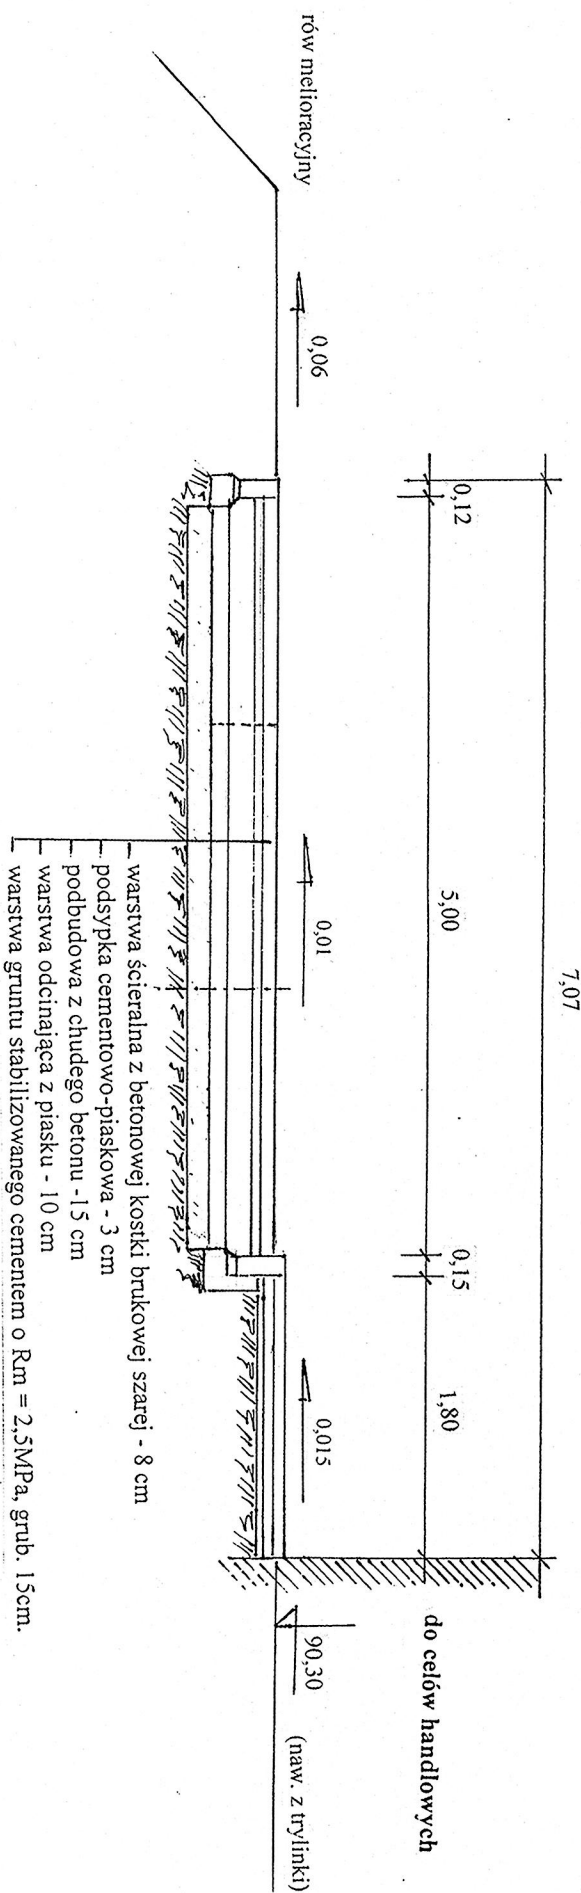 7,07
do celów handlowych
0,12
5,00
0,15
1,80
rów melioracyjny
0,06
0,01
0,015
90,30
(naw. z trylinki)
warstwa ścieralna z betonowej kostki brukowej szarej - 8 cm
podsypka cementowo-piaskowa - 3 cm
podbudowa z chudego betonu -15 cm
warstwa odcinająca z piasku - 10 cm
warstwa gruntu stabilizowanego cementem o Rm = 2,5MPa, grub. 15cm.